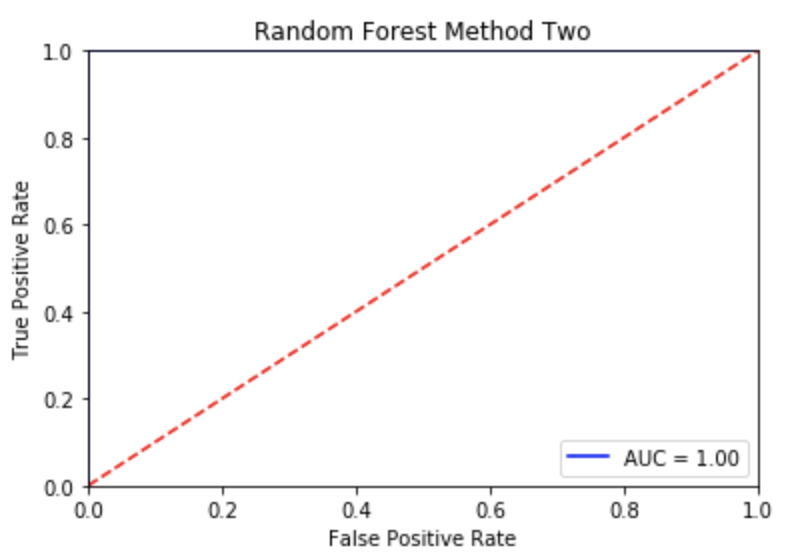 Random Forest Method Two
1.0
0.8
0.6
0.4
0.2
0.0
True Positive Rate
AUC = 1.00
0.0 0.2 0.4 0.6 0.8 1.0
False Positive Rate